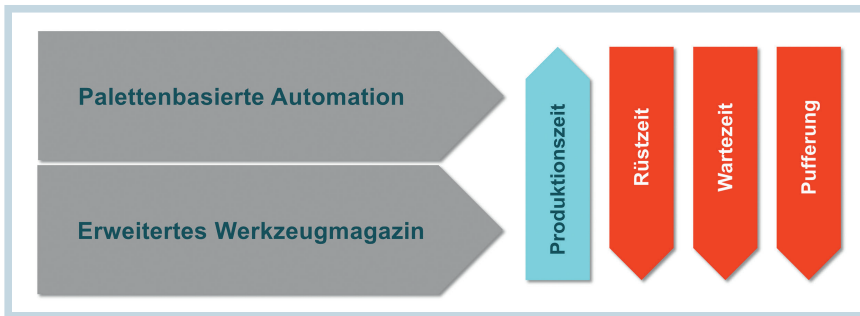 Palettenbasierte Automation
Erweitertes Werkzeugmagazin
Produktionszeit
Rüstzeit
Wartezeit
Pufferung